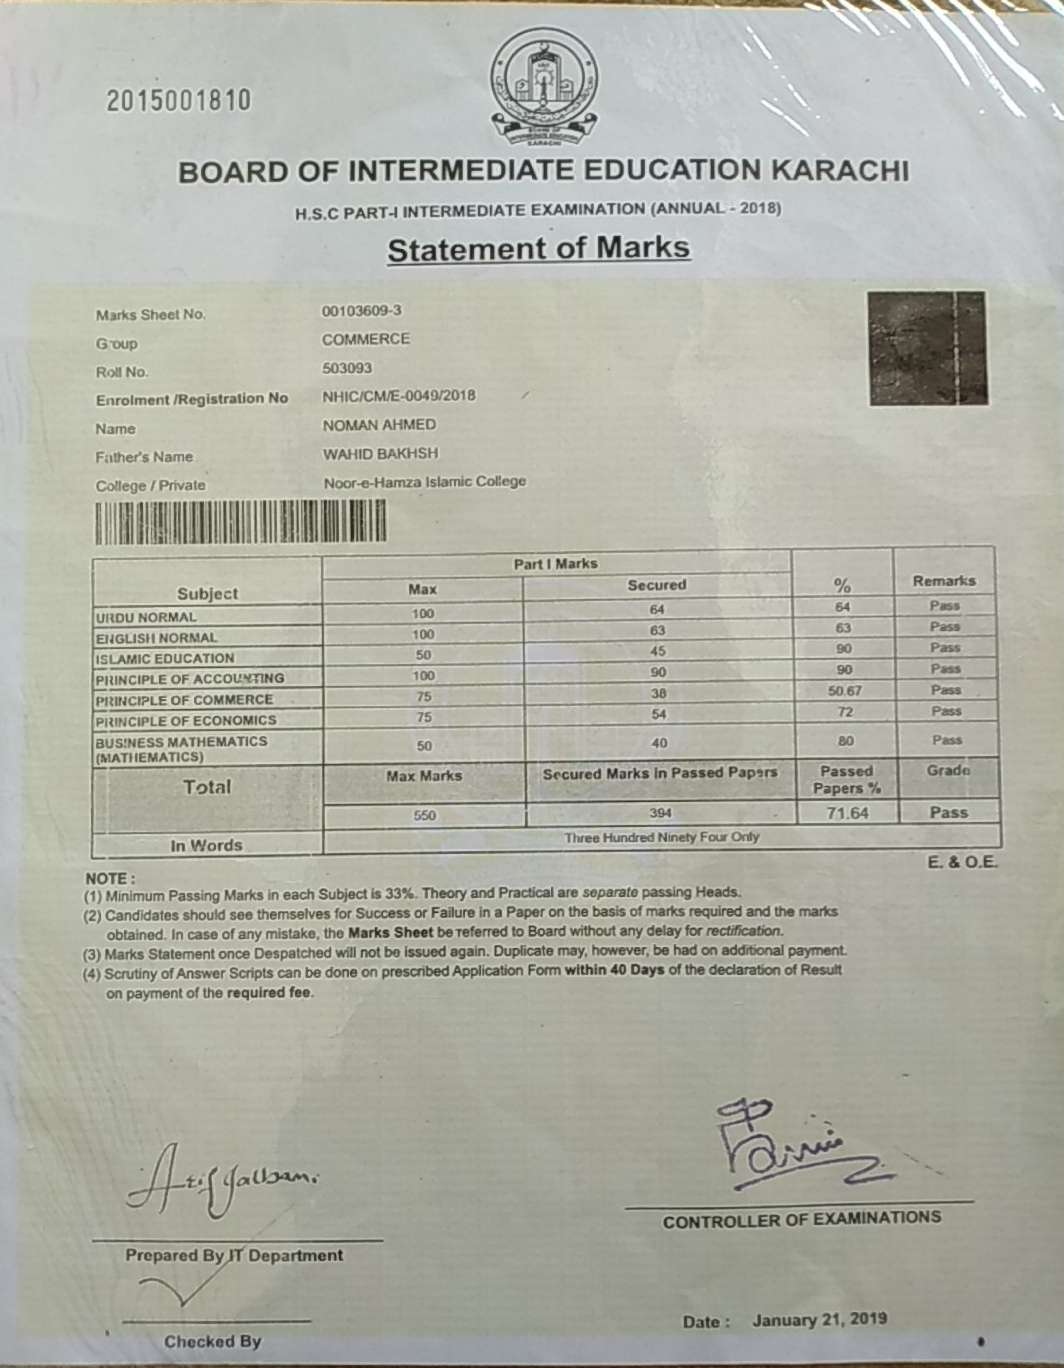 2015001810
BOARD OF INTERMEDIATE EDUCATION
KARACHI
BOARD OF INTERMEDIATE EDUCATION KARACHI
H.S.C PART-I INTERMEDIATE EXAMINATION (ANNUAL - 2018)
Statement of Marks
Marks Sheet No. 00103609-3
Group COMMERCE
Roll No. 503093
Enrolment /Registration No NHIC/CM/E-0049/2018
Name NOMAN AHMED
Father's Name WAHID BAKHSH
College / Private Noor-e-Hamza Islamic College
Subject Part I Marks % Remarks
Max Secured
URDU NORMAL 100 64 64 Pass
ENGLISH NORMAL 100 63 63 Pass
ISLAMIC EDUCATION 50 45 90 Pass
PRINCIPLE OF ACCOUNTING 100 90 90 Pass
PRINCIPLE OF COMMERCE 75 38 50.67 Pass
PRINCIPLE OF ECONOMICS 75 54 72 Pass
BUSINESS MATHEMATICS (MATHEMATICS) 50 40 80 Pass
Total Max Marks Secured Marks in Passed Papers Passed Papers % Grade
550 394 71.64 Pass
In Words Three Hundred Ninety Four Only
E. & O.E.
NOTE :
(1) Minimum Passing Marks in each Subject is 33%. Theory and Practical are separate passing Heads.
(2) Candidates should see themselves for Success or Failure in a Paper on the basis of marks required and the marks
obtained. In case of any mistake, the Marks Sheet be referred to Board without any delay for rectification.
(3) Marks Statement once Despatched will not be issued again. Duplicate may, however, be had on additional payment.
(4) Scrutiny of Answer Scripts can be done on prescribed Application Form within 40 Days of the declaration of Result
on payment of the required fee.
CONTROLLER OF EXAMINATIONS
Prepared By IT Department
Checked By
Date : January 21, 2019